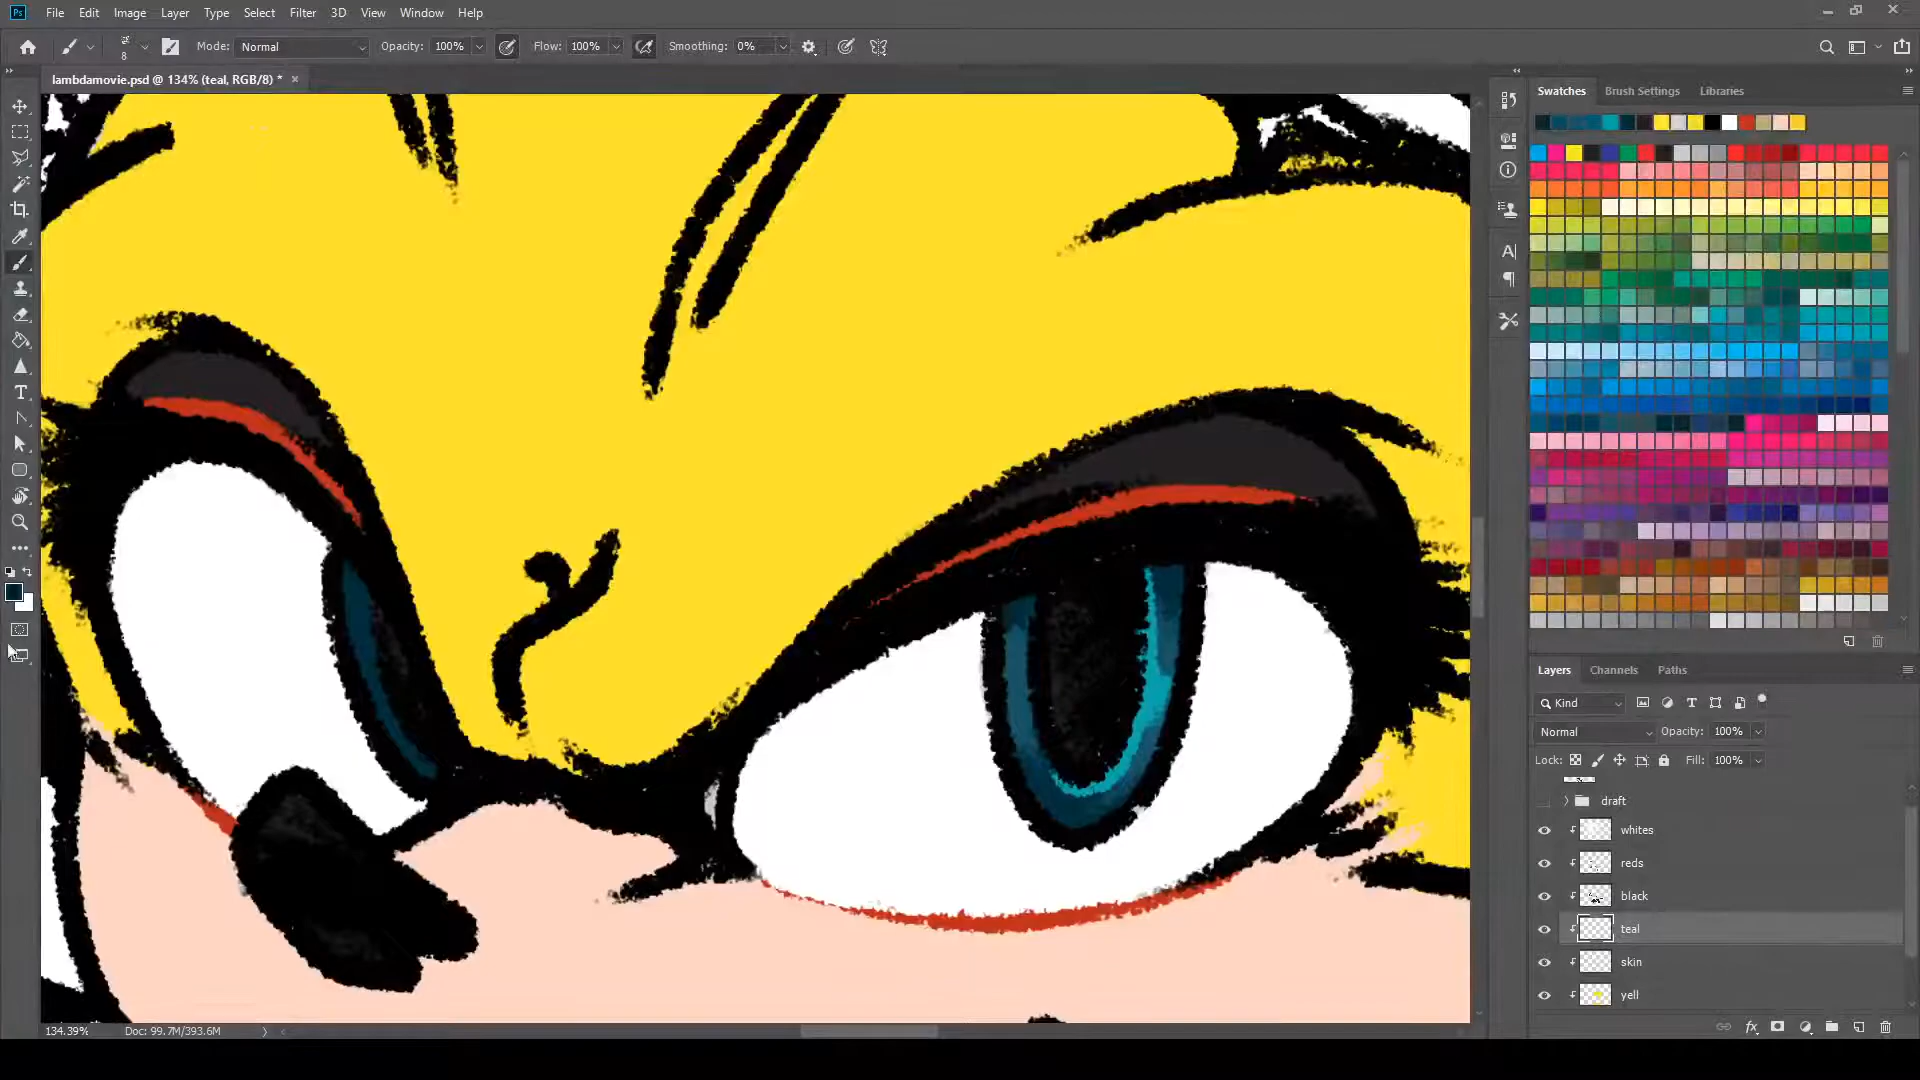 Ps File Edit Image Layer Type Select Filter 3D View Window Help
8 Mode: Normal Opacity: 100% Flow: 100% Smoothing: 0%
lambdamovie.psd @ 134% (teal, RGB/8) *
Swatches Brush Settings Libraries
Layers Channels Paths
Kind
Normal Opacity: 100%
Lock: Fill: 100%
draft
whites
reds
black
teal
skin
yell
134.39% Doc: 99.7M/393.6M